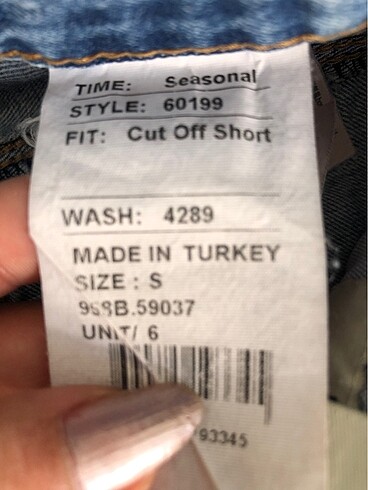 TIME: Seasonal
STYLE: 60199
FIT: Cut Off Short
WASH: 4289
MADE IN TURKEY
SIZE : S
UNIT/ 6
93345